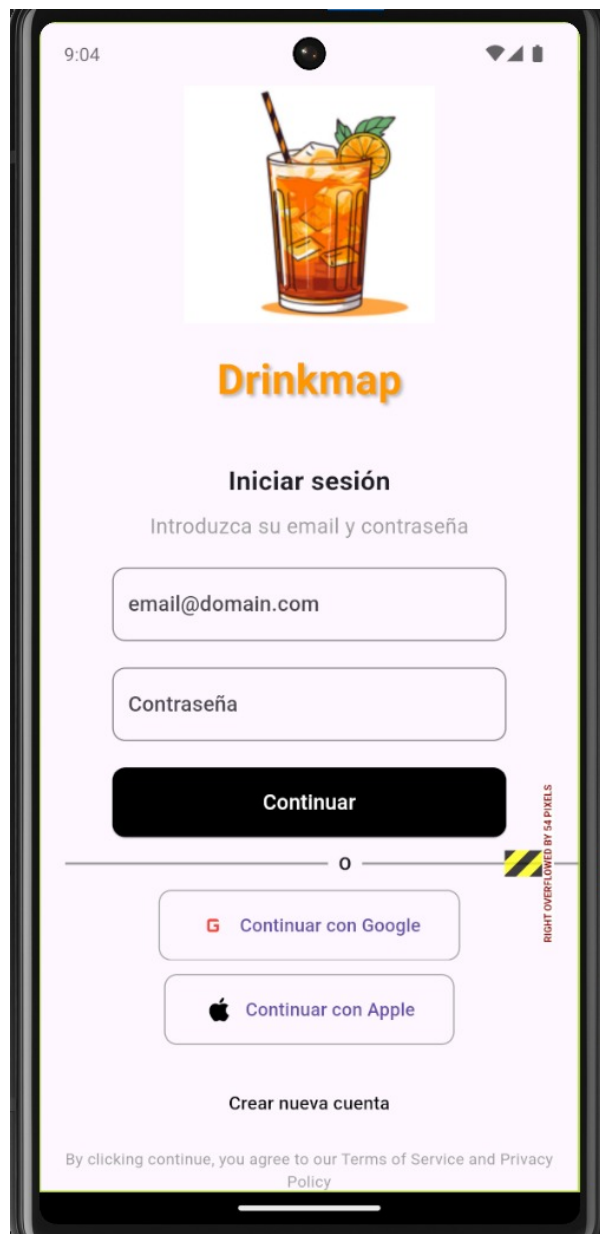 9:04
Drinkmap
Iniciar sesión
Introduzca su email y contraseña
email@domain.com
Contraseña
Continuar
O
RIGHT OVERFLOWED BY 54 PIXELS
G Continuar con Google
Continuar con Apple
Crear nueva cuenta
By clicking continue, you agree to our Terms of Service and Privacy
Policy